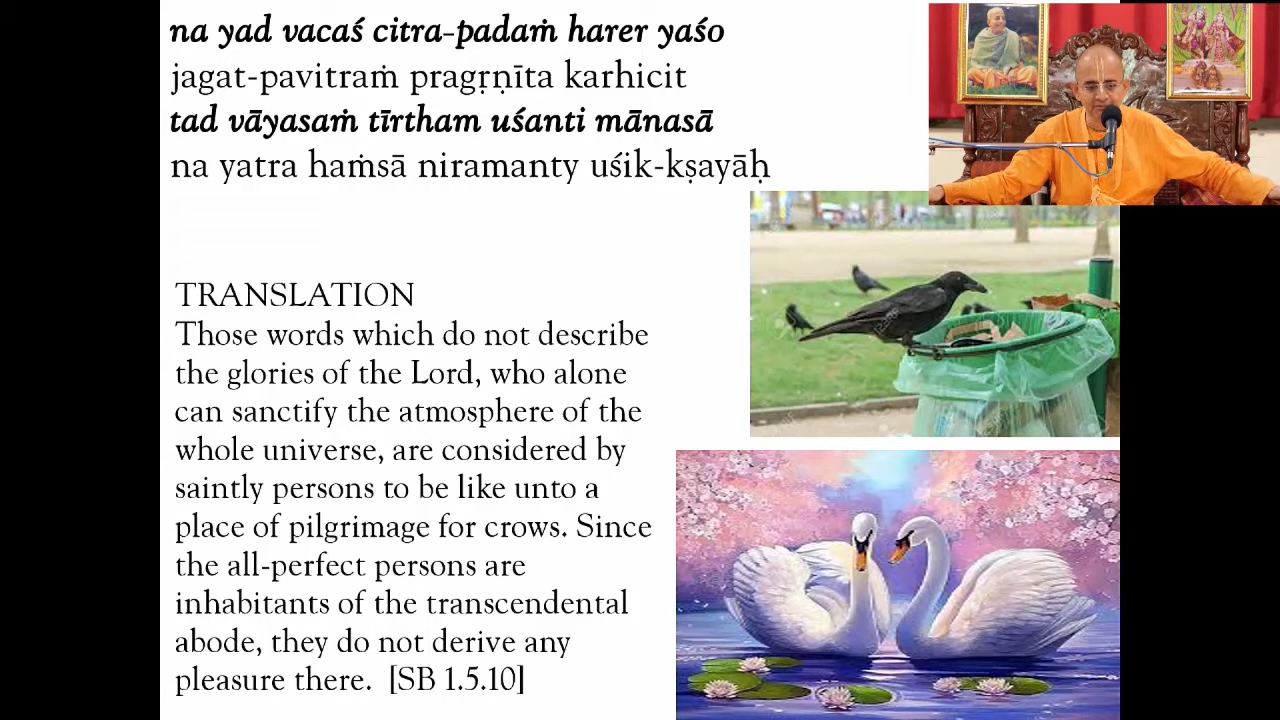 na yad vacaś citra-padaṁ harer yaśo
jagat-pavitraṁ pragṛṇīta karhicit
tad vāyasaṁ tīrtham uśanti mānasā
na yatra haṁsā niramanty uśik-kṣayāḥ
TRANSLATION
Those words which do not describe
the glories of the Lord, who alone
can sanctify the atmosphere of the
whole universe, are considered by
saintly persons to be like unto a
place of pilgrimage for crows. Since
the all-perfect persons are
inhabitants of the transcendental
abode, they do not derive any
pleasure there. [SB 1.5.10]